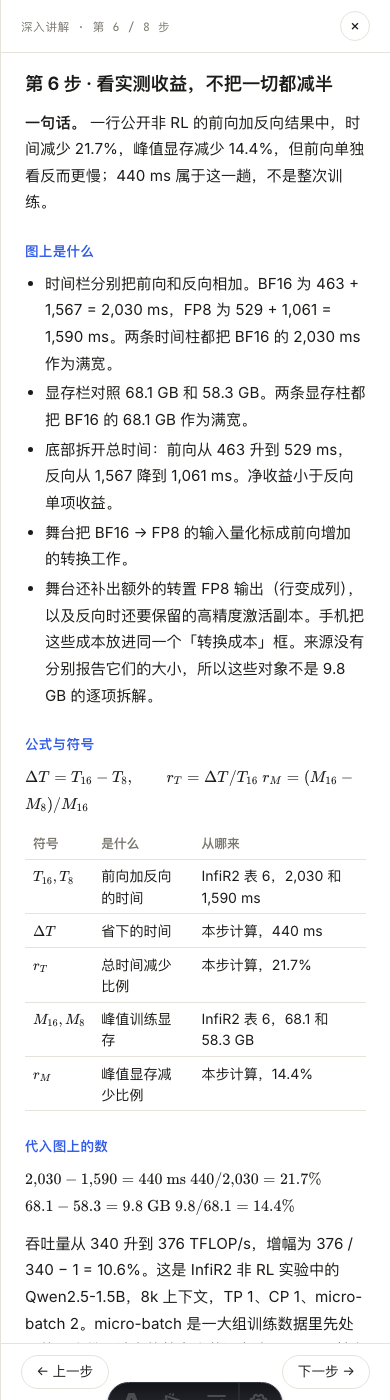 深入讲解 · 第 6 / 8 步
×
第 6 步 · 看实测收益，不把一切都减半
一句话。 一行公开非 RL 的前向加反向结果中，时
间减少 21.7%，峰值显存减少 14.4%，但前向单独
看反而更慢；440 ms 属于这一趟，不是整次训
练。
图上是什么
• 时间栏分别把前向和反向相加。BF16 为 463 +
1,567 = 2,030 ms，FP8 为 529 + 1,061 =
1,590 ms。两条时间柱都把 BF16 的 2,030 ms
作为满宽。
• 显存栏对照 68.1 GB 和 58.3 GB。两条显存柱都
把 BF16 的 68.1 GB 作为满宽。
• 底部拆开总时间：前向从 463 升到 529 ms，
反向从 1,567 降到 1,061 ms。净收益小于反向
单项收益。
• 舞台把 BF16 → FP8 的输入量化标成前向增加
的转换工作。
• 舞台还补出额外的转置 FP8 输出（行变成列），
以及反向时还要保留的高精度激活副本。手机把
这些成本放进同一个「转换成本」框。来源没有
分别报告它们的大小，所以这些对象不是 9.8
GB 的逐项拆解。
公式与符号
ΔT = T₁₆ − T₈,  r_T = ΔT/T₁₆ r_M = (M₁₆ −
M₈)/M₁₆
符号 是什么 从哪来
T₁₆, T₈ 前向加反向的时间 InfiR2 表 6，2,030 和 1,590 ms
ΔT 省下的时间 本步计算，440 ms
r_T 总时间减少比例 本步计算，21.7%
M₁₆, M₈ 峰值训练显存 InfiR2 表 6，68.1 和 58.3 GB
r_M 峰值显存减少比例 本步计算，14.4%
代入图上的数
2,030 − 1,590 = 440 ms 440/2,030 = 21.7%
68.1 − 58.3 = 9.8 GB 9.8/68.1 = 14.4%
吞吐量从 340 升到 376 TFLOP/s，增幅为 376 /
340 − 1 = 10.6%。这是 InfiR2 非 RL 实验中的
Qwen2.5-1.5B，8k 上下文，TP 1、CP 1、micro-
batch 2。micro-batch 是一大组训练数据里先处
← 上一步
下一步 →